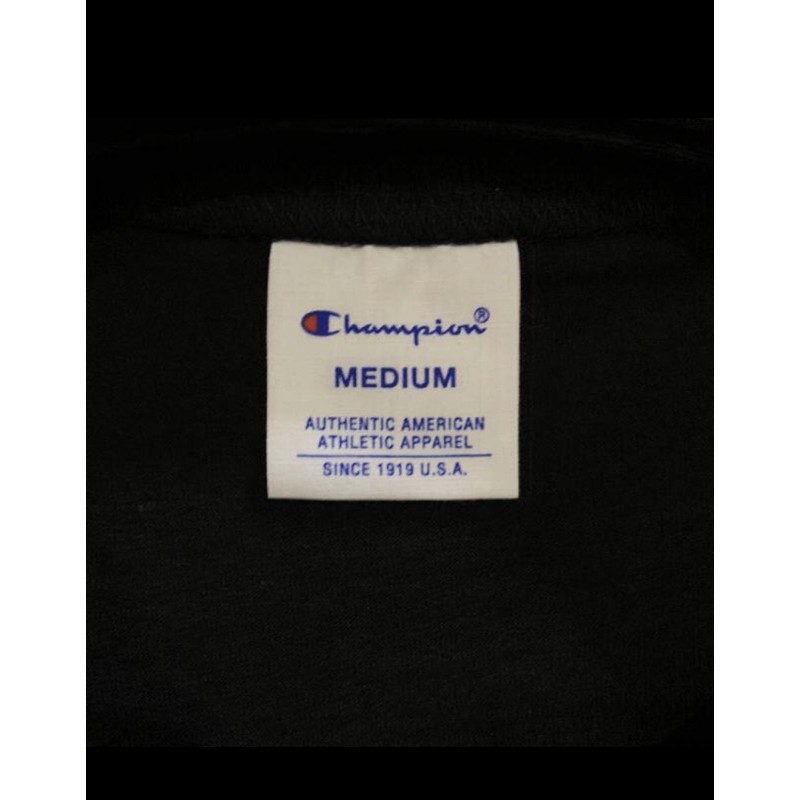 Champion®
MEDIUM
AUTHENTIC AMERICAN
ATHLETIC APPAREL
SINCE 1919 U.S.A.